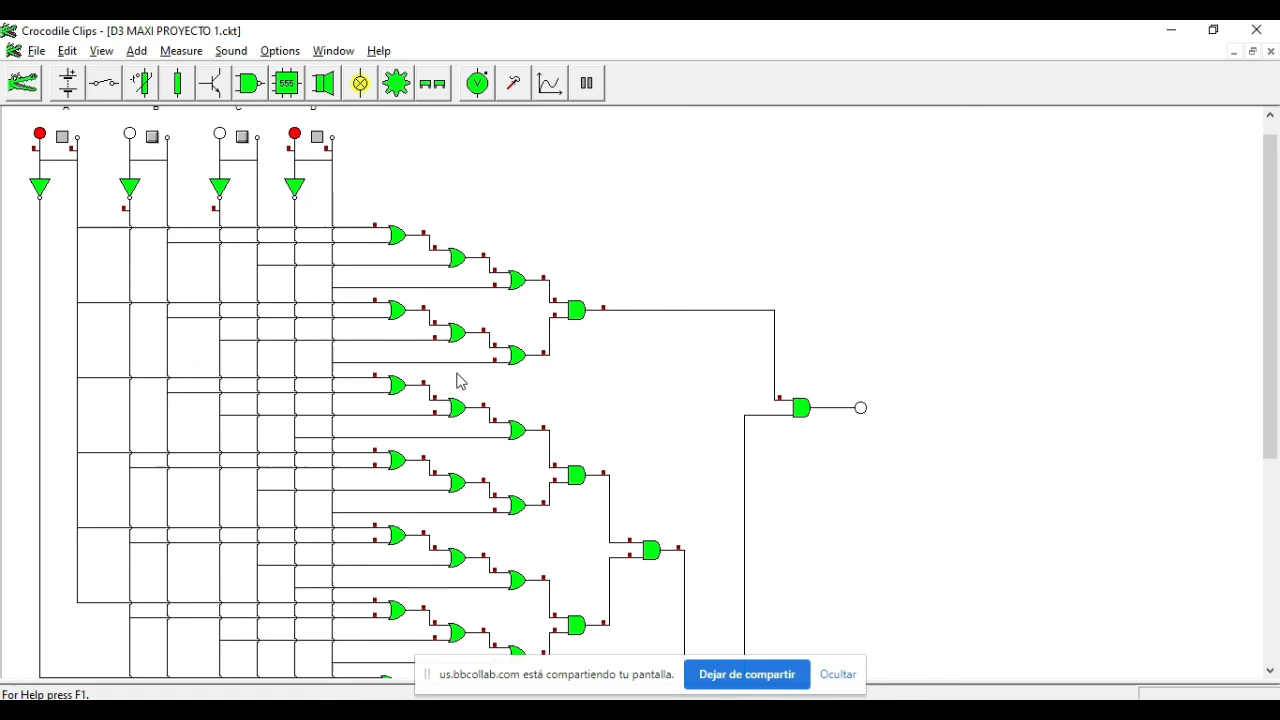 Crocodile Clips - [D3 MAXI PROYECTO 1.ckt]
File Edit View Add Measure Sound Options Window Help
555 V
A B C D
us.bbcollab.com está compartiendo tu pantalla. Dejar de compartir Ocultar
For Help press F1.